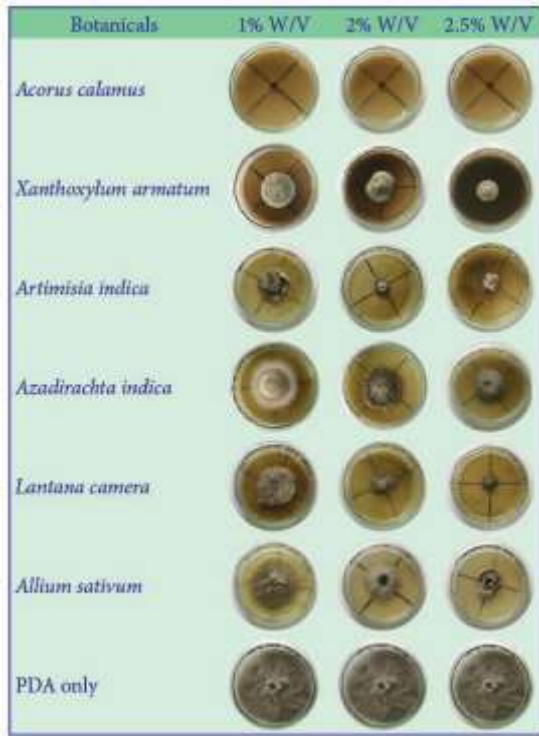 Botanicals 1% W/V 2% W/V 2.5% W/V
Acorus calamus
Xanthoxylum armatum
Artimisia indica
Azadirachta indica
Lantana camera
Allium sativum
PDA only